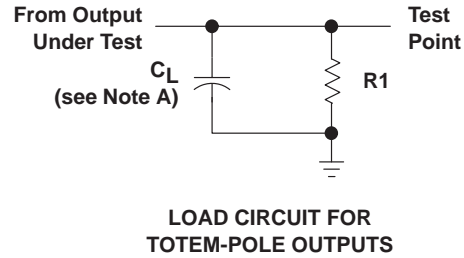 From Output
Under Test
Test
Point
CL
(see Note A)
R1
LOAD CIRCUIT FOR
TOTEM-POLE OUTPUTS